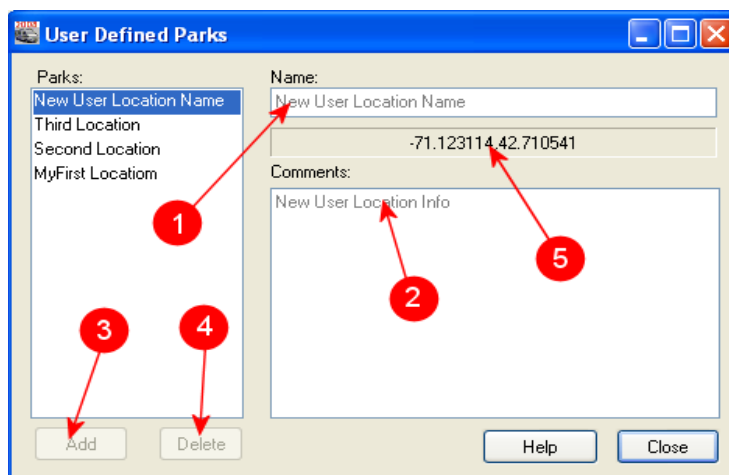 User Defined Parks
Parks:
New User Location Name
Third Location
Second Location
MyFirst Locatiom
Name:
New User Location Name
-71.123114,42.710541
Comments:
New User Location Info
1
2
3
4
5
Add
Delete
Help
Close